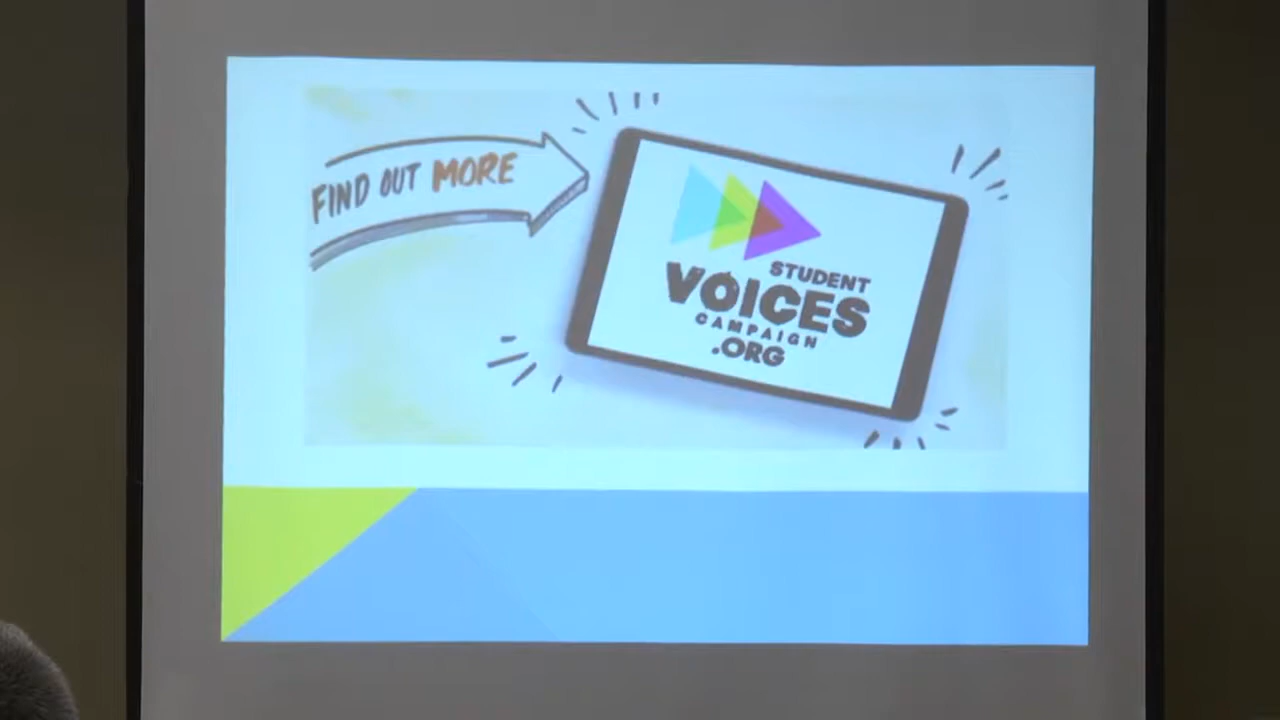 FIND OUT MORE
STUDENT
VOICES
CAMPAIGN
.ORG